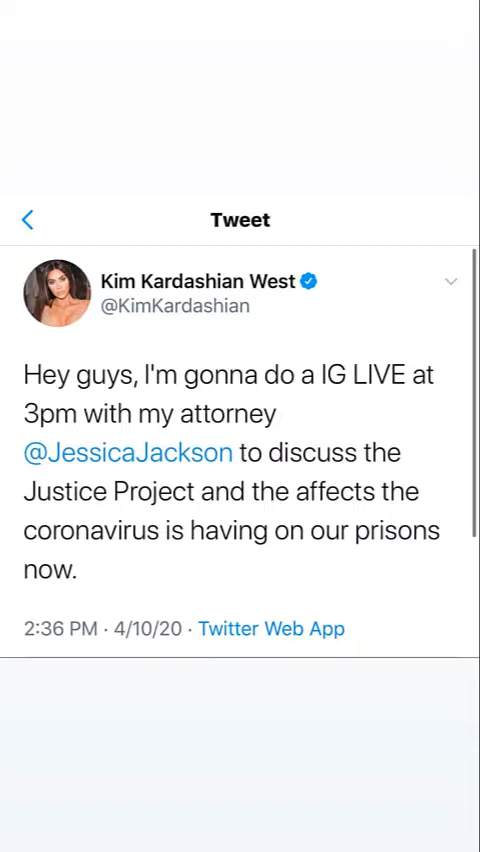 Tweet
Kim Kardashian West
@KimKardashian
Hey guys, I'm gonna do a IG LIVE at
3pm with my attorney
@JessicaJackson to discuss the
Justice Project and the affects the
coronavirus is having on our prisons
now.
2:36 PM · 4/10/20 · Twitter Web App